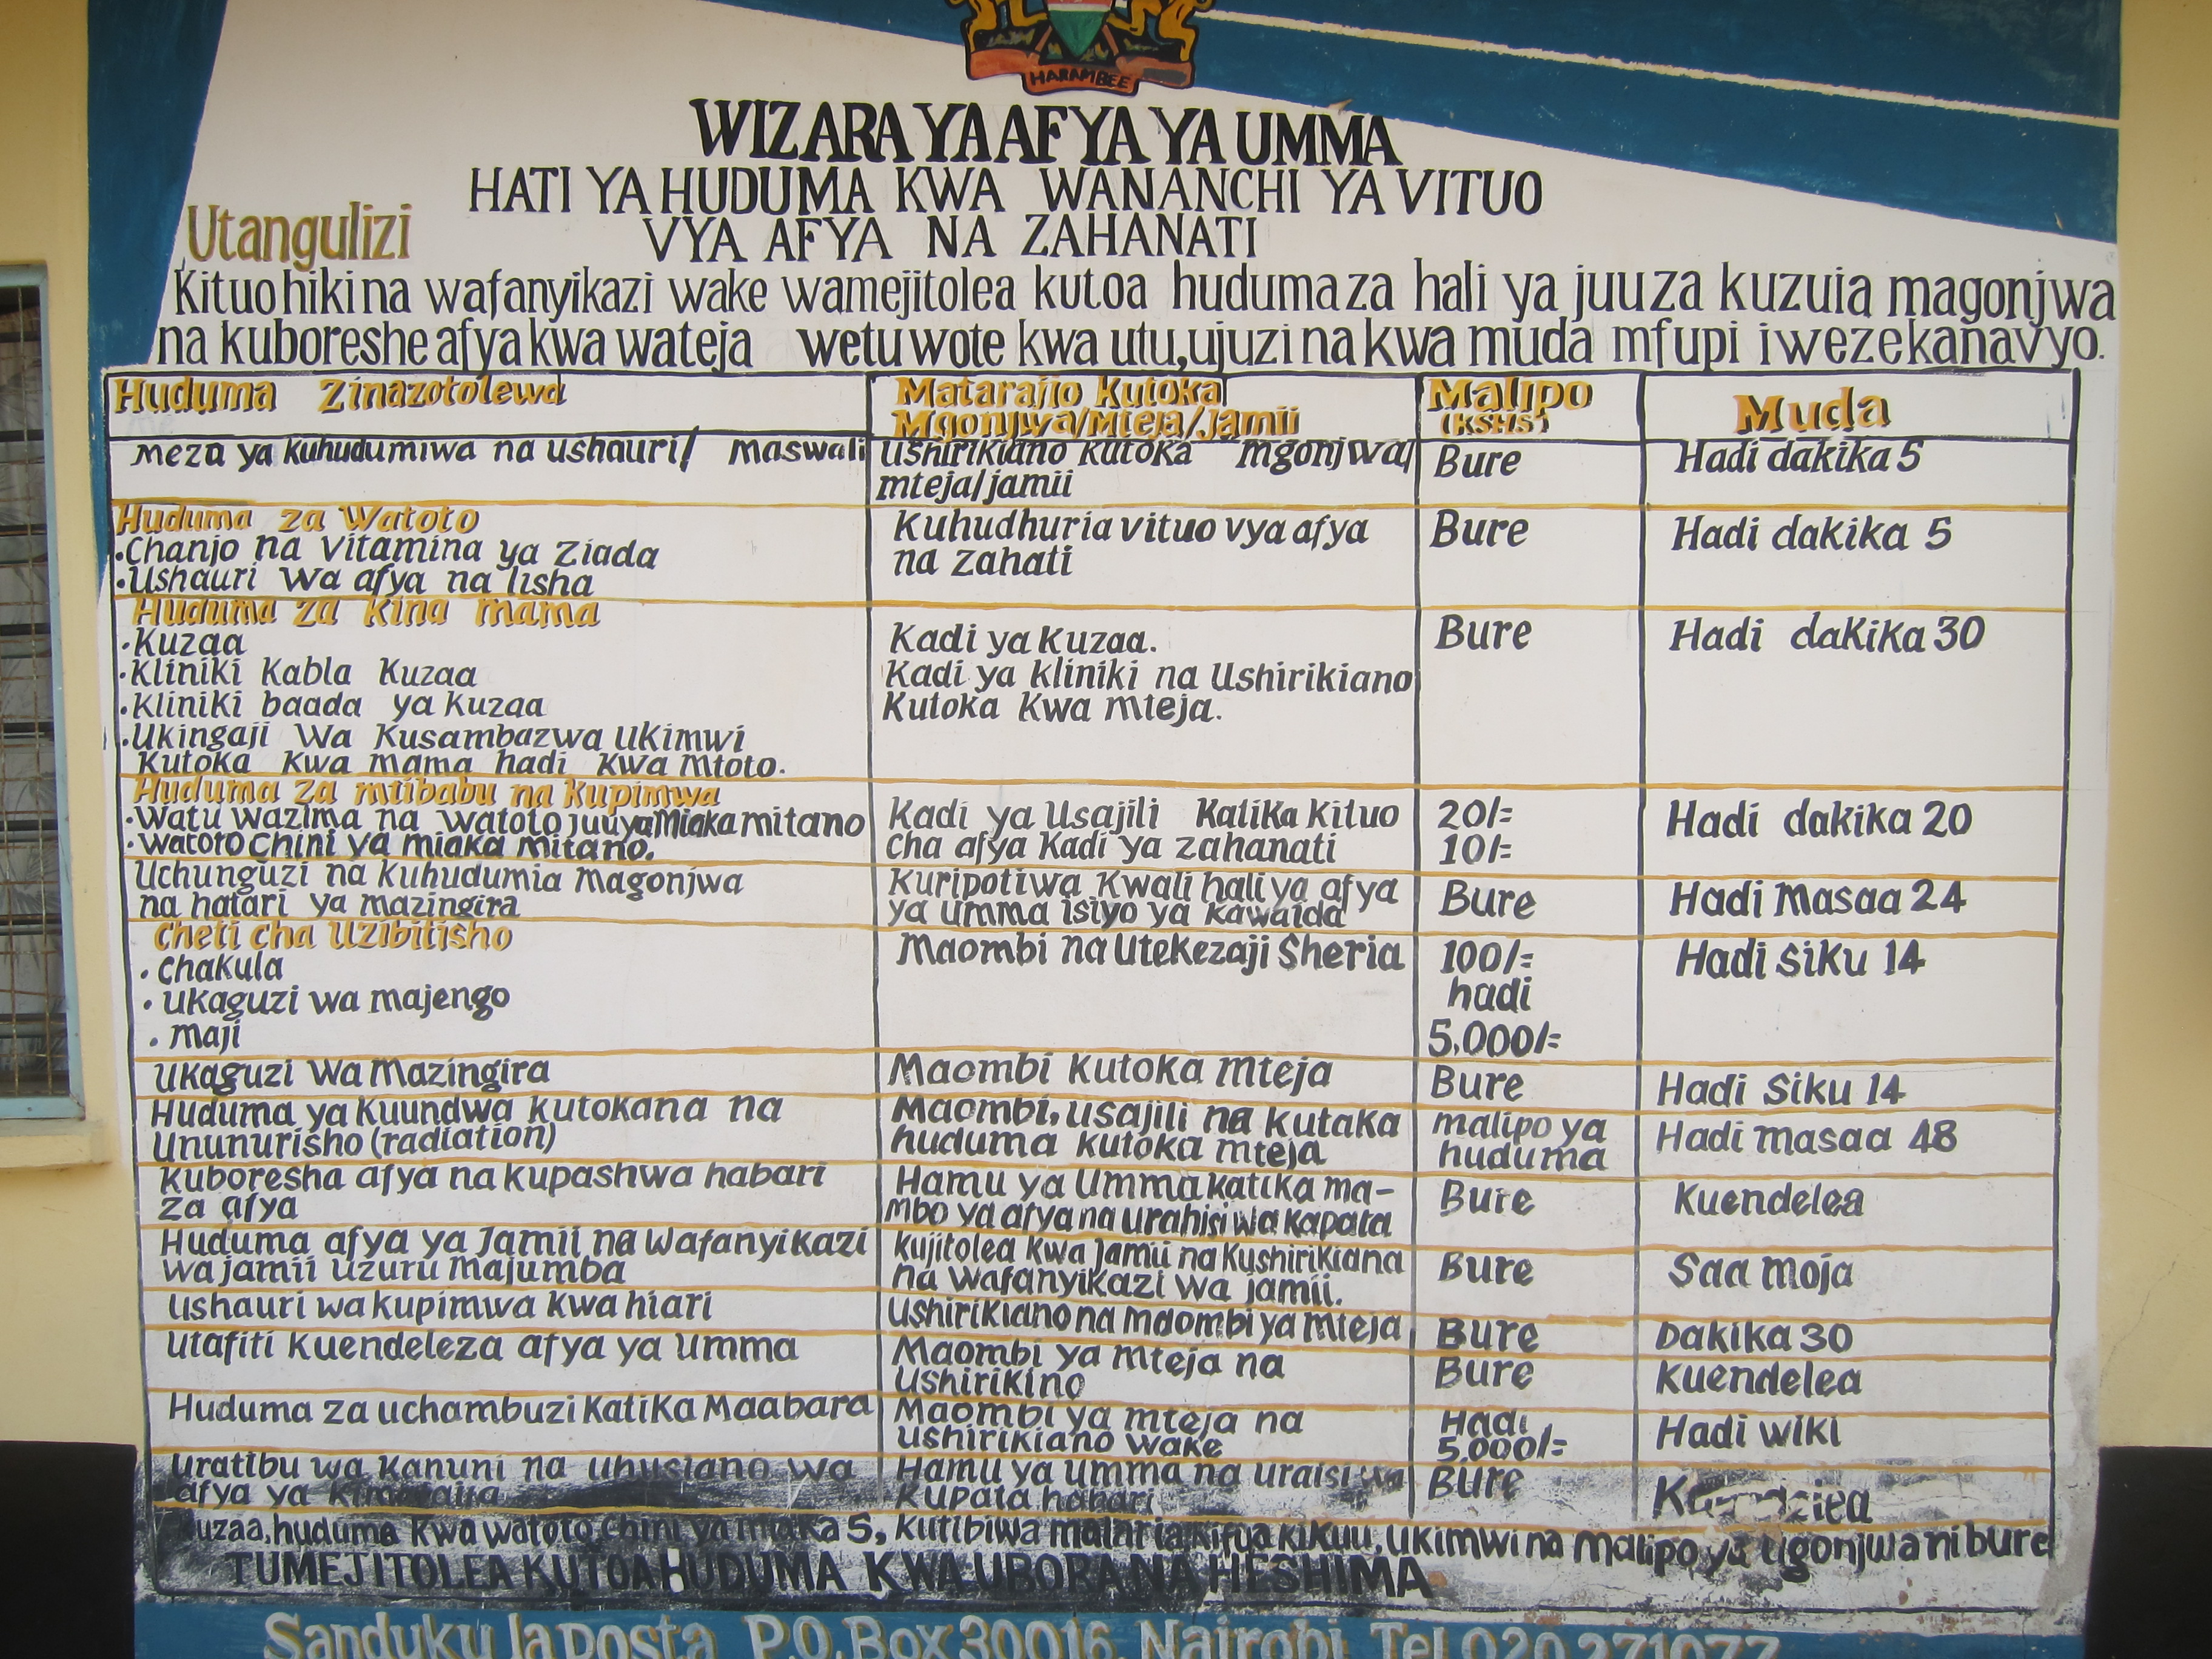 HARAMBEE
WIZARA YA AFYA YA UMMA
HATI YA HUDUMA KWA WANANCHI YA VITUO
VYA AFYA NA ZAHANATI
Utangulizi
Kituo hiki na wafanyikazi wake wamejitolea kutoa huduma za hali ya juu za kuzuia magonjwa
na kuboreshe afya kwa wateja wetu wote kwa utu, ujuzi na kwa muda mfupi iwezekanavyo.
Huduma Zinazotolewa
Matarajio Kutoka
Mgonjwa/Mteja/Jamii
Malipo
(KSHS)
Muda
Meza ya Kuhudumiwa na ushauri/ maswali
Ushirikiano Kutoka mgonjwa/
mteja/jamii
Bure
Hadi dakika 5
Huduma za Watoto
•Chanjo na Vitamina ya Ziada
•Ushauri wa afya na lisha
Kuhudhuria vituo vya afya
na zahati
Bure
Hadi dakika 5
Huduma za kina mama
•Kuzaa
•Kliniki Kabla Kuzaa
•Kliniki baada ya Kuzaa
•Ukingaji wa Kusambazwa Ukimwi
Kutoka Kwa mama hadi Kwa Mtoto.
Kadi ya Kuzaa.
Kadi ya Kliniki na Ushirikiano
Kutoka Kwa mteja.
Bure
Hadi dakika 30
Huduma za mtibabu na Kupimwa
•Watu Wazima na watoto juu ya Miaka mitano
•Watoto Chini ya miaka Mitano.
Kadi ya Usajili Katika Kituo
cha afya Kadi ya zahanati
20/=
10/=
Hadi dakika 20
Uchunguzi na Kuhudumia Magonjwa
na hatari ya mazingira
Kuripotiwa Kwali hali ya afya
ya umma isiyo ya kawaida
Bure
Hadi Masaa 24
Cheti cha Uzibitisho
• Chakula
• Ukaguzi wa majengo
• Maji
Maombi na Utekezaji Sheria
100/=
hadi
5,000/=
Hadi Siku 14
Ukaguzi Wa Mazingira
Maombi Kutoka Mteja
Bure
Hadi Siku 14
Huduma ya Kuundwa Kutokana na
Ununurisho (radiation)
Maombi, usajili na Kutaka
huduma Kutoka mteja
Malipo ya
huduma
Hadi masaa 48
Kuboresha afya na kupashwa habari
za afya
Hamu ya Umma katika ma-
mbo ya afya na urahisi wa Kapata
Bure
Kuendelea
Huduma afya ya Jamii na Wafanyikazi
wa jamii uzuru majumba
Kujitolea Kwa Jamii na Kushirikiana
na Wafanyikazi wa jamii.
Bure
Saa moja
Ushauri wa kupimwa Kwa hiari
Ushirikiano na maombi ya Mteja
Bure
Dakika 30
Utafiti Kuendeleza afya ya Umma
Maombi ya mteja na
Ushirikino
Bure
Kuendelea
Huduma za uchambuzi Katika Maabara
Maombi ya mteja na
ushirikiano wake
Hadi
5,000/=
Hadi wiki
Uratibu wa Kanuni na uhusiano wa
afya ya
Hamu ya umma na uraisi wa
Kupata habari
Bure
huduma kwa watoto chini ya miaka 5, Kutibiwa malaria, kifua kikuu, ukimwi na malipo ya ugonjwa ni bure
TUMEJITOLEA KUTOA HUDUMA KWA UBORA NA HESHIMA
Sanduku la Posta P.O. Box 30016, Nairobi Tel 020 271077